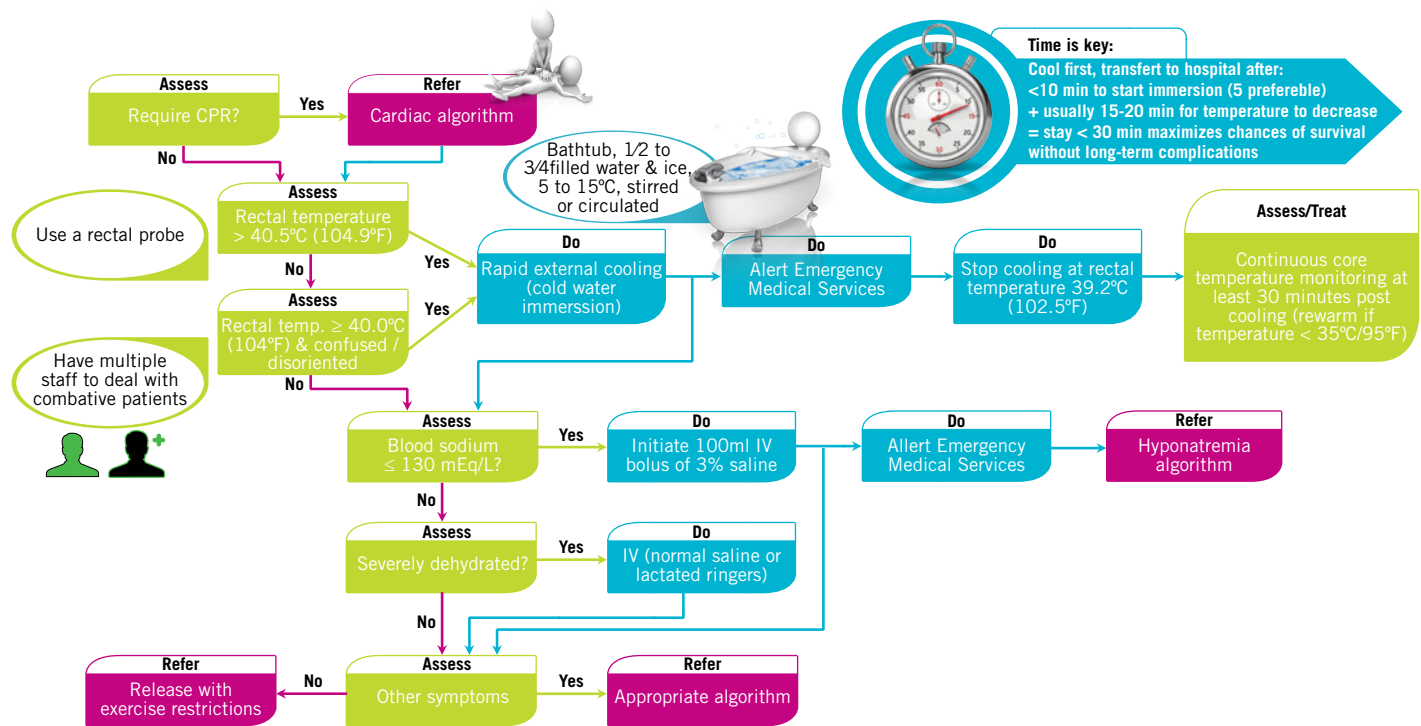 Time is key:
Cool first, transfert to hospital after:
<10 min to start immersion (5 prefereble)
+ usually 15-20 min for temperature to decrease
= stay < 30 min maximizes chances of survival
without long-term complications
Assess
Require CPR?
Yes
Refer
Cardiac algorithm
No
Bathtub, 1/2 to
3/4filled water & ice,
5 to 15ºC, stirred
or circulated
Use a rectal probe
Assess
Rectal temperature
> 40.5ºC (104.9ºF)
Yes
No
Assess
Rectal temp. ≥ 40.0ºC
(104ºF) & confused /
disoriented
Yes
No
Have multiple
staff to deal with
combative patients
Do
Rapid external cooling
(cold water
immerssion)
Do
Alert Emergency
Medical Services
Do
Stop cooling at rectal
temperature 39.2ºC
(102.5ºF)
Assess/Treat
Continuous core
temperature monitoring at
least 30 minutes post
cooling (rewarm if
temperature < 35ºC/95ºF)
Assess
Blood sodium
≤ 130 mEq/L?
Yes
Do
Initiate 100ml IV
bolus of 3% saline
Do
Allert Emergency
Medical Services
Refer
Hyponatremia
algorithm
No
Assess
Severely dehydrated?
Yes
Do
IV (normal saline or
lactated ringers)
No
Assess
Other symptoms
No
Refer
Release with
exercise restrictions
Yes
Refer
Appropriate algorithm